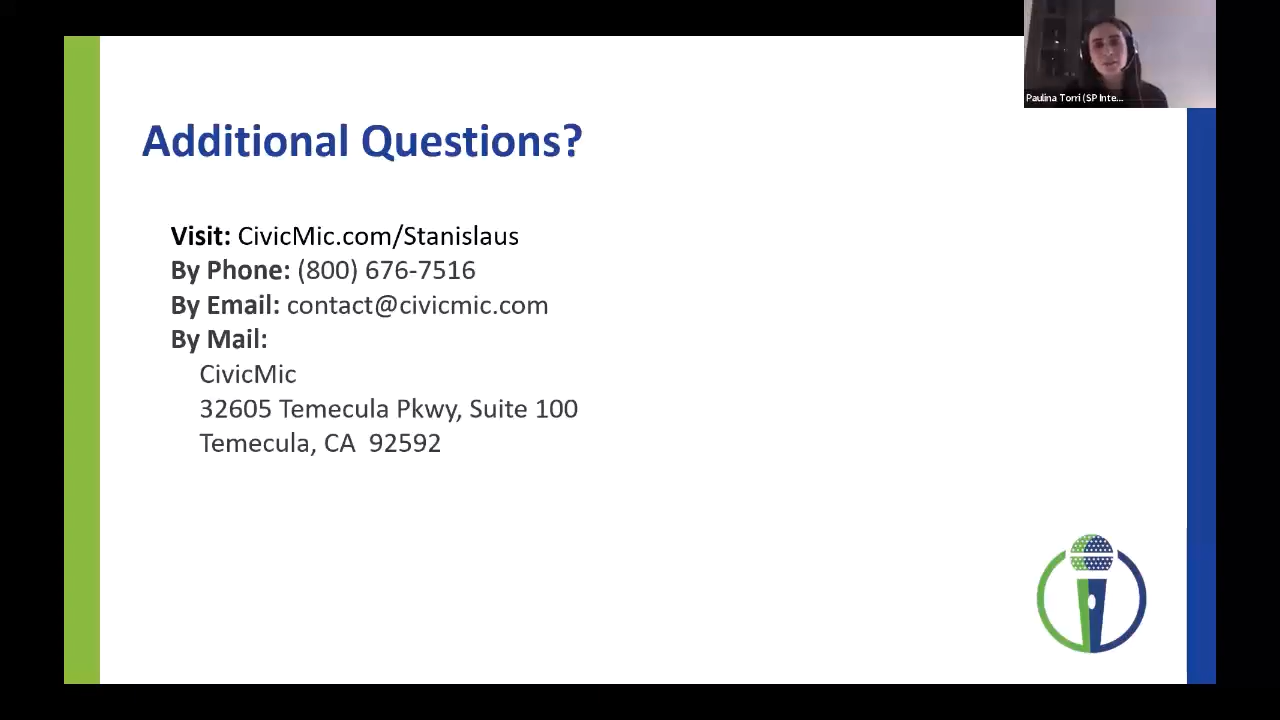 Paulina Torri (SP Inte...
Additional Questions?
Visit: CivicMic.com/Stanislaus
By Phone: (800) 676-7516
By Email: contact@civicmic.com
By Mail:
CivicMic
32605 Temecula Pkwy, Suite 100
Temecula, CA 92592